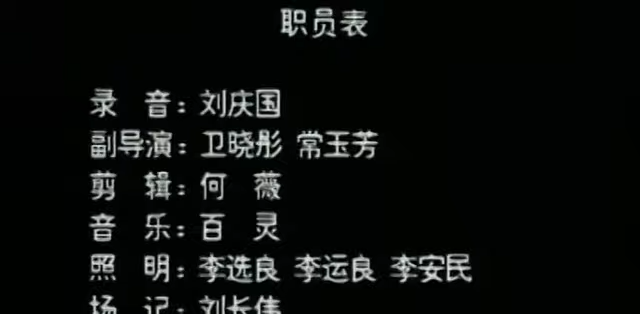 职员表
录 音：刘庆国
副导演：卫晓彤 常玉芳
剪 辑：何 薇
音 乐：百 灵
照 明：李选良 李运良 李安民
场 记：刘长伟